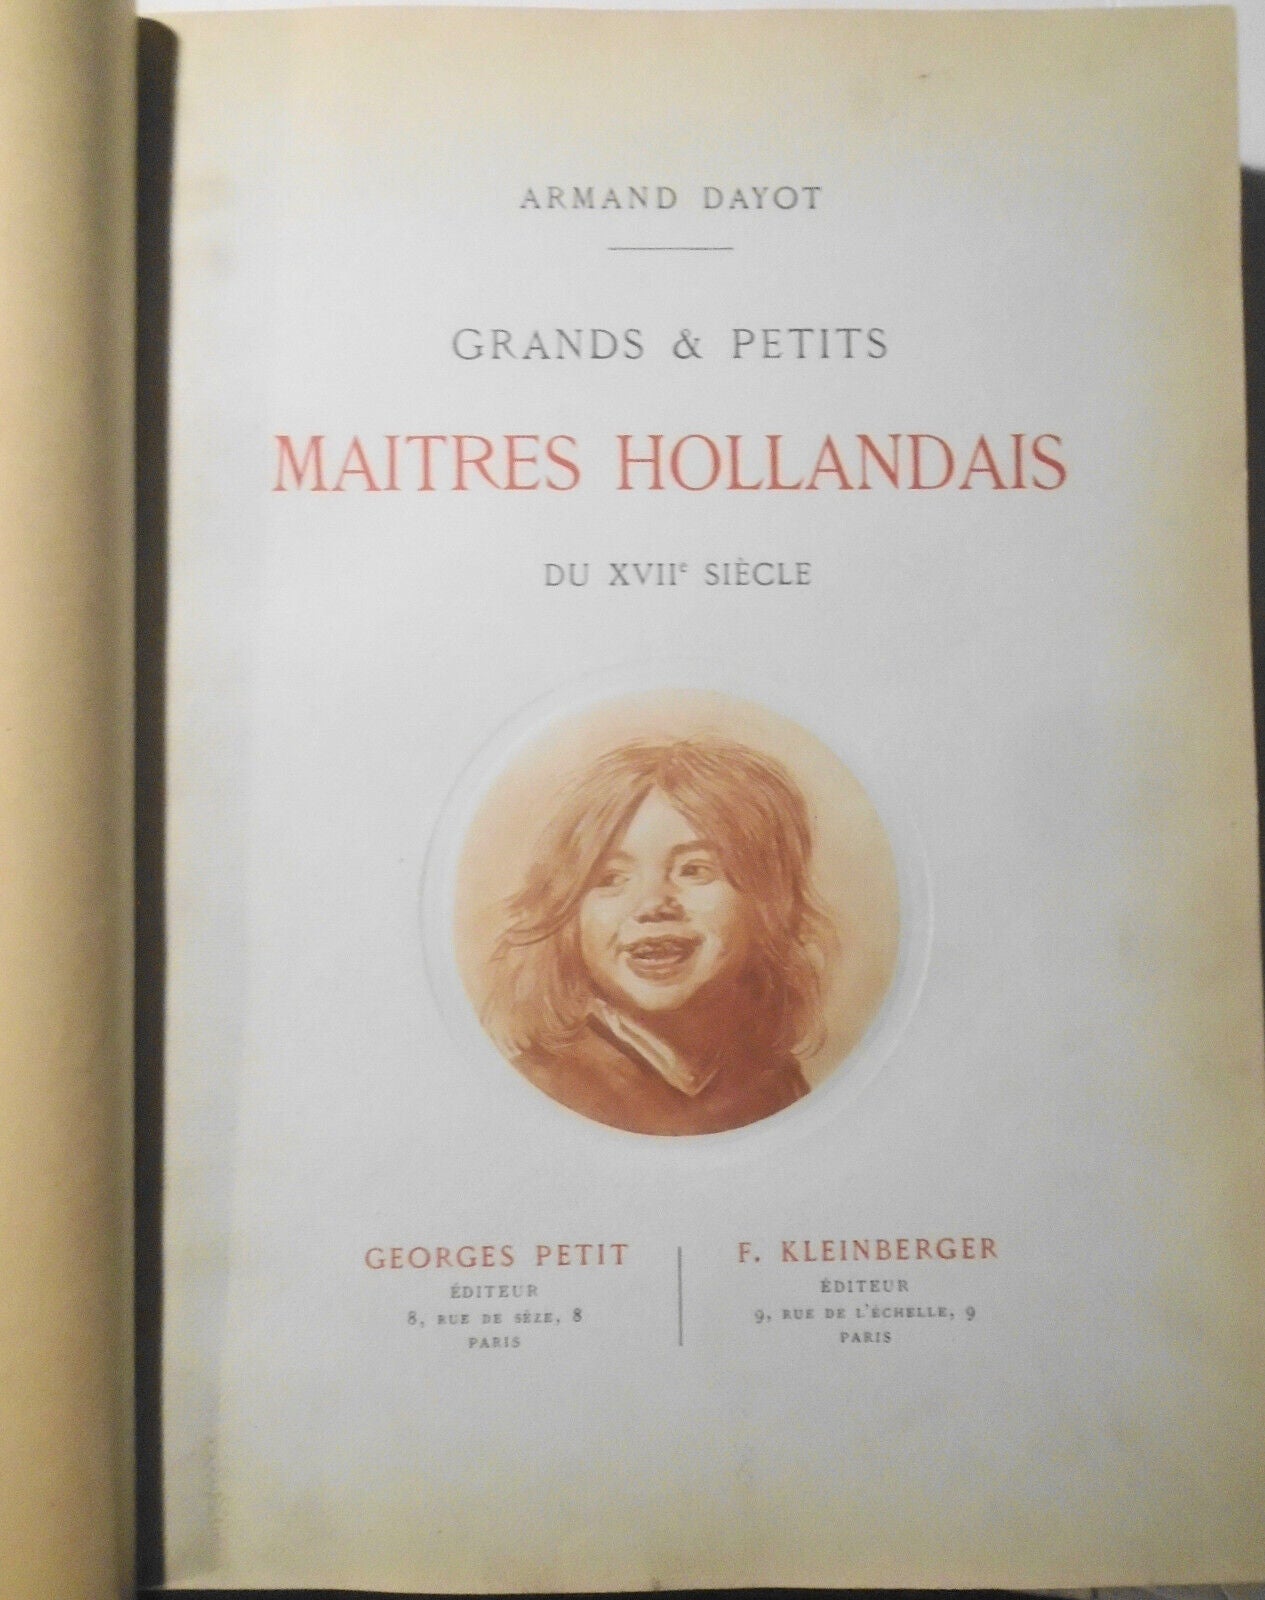 ARMAND DAYOT
GRANDS & PETITS
MAITRES HOLLANDAIS
DU XVIIe SIÈCLE
GEORGES PETIT
ÉDITEUR
8, RUE DE SÈZE, 8
PARIS
F. KLEINBERGER
ÉDITEUR
9, RUE DE L'ÉCHELLE, 9
PARIS